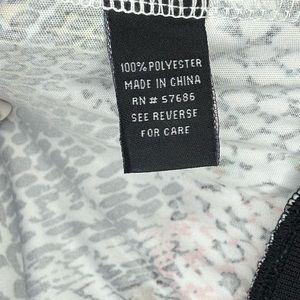 100% POLYESTER
MADE IN CHINA
RN # 57686
SEE REVERSE
FOR CARE